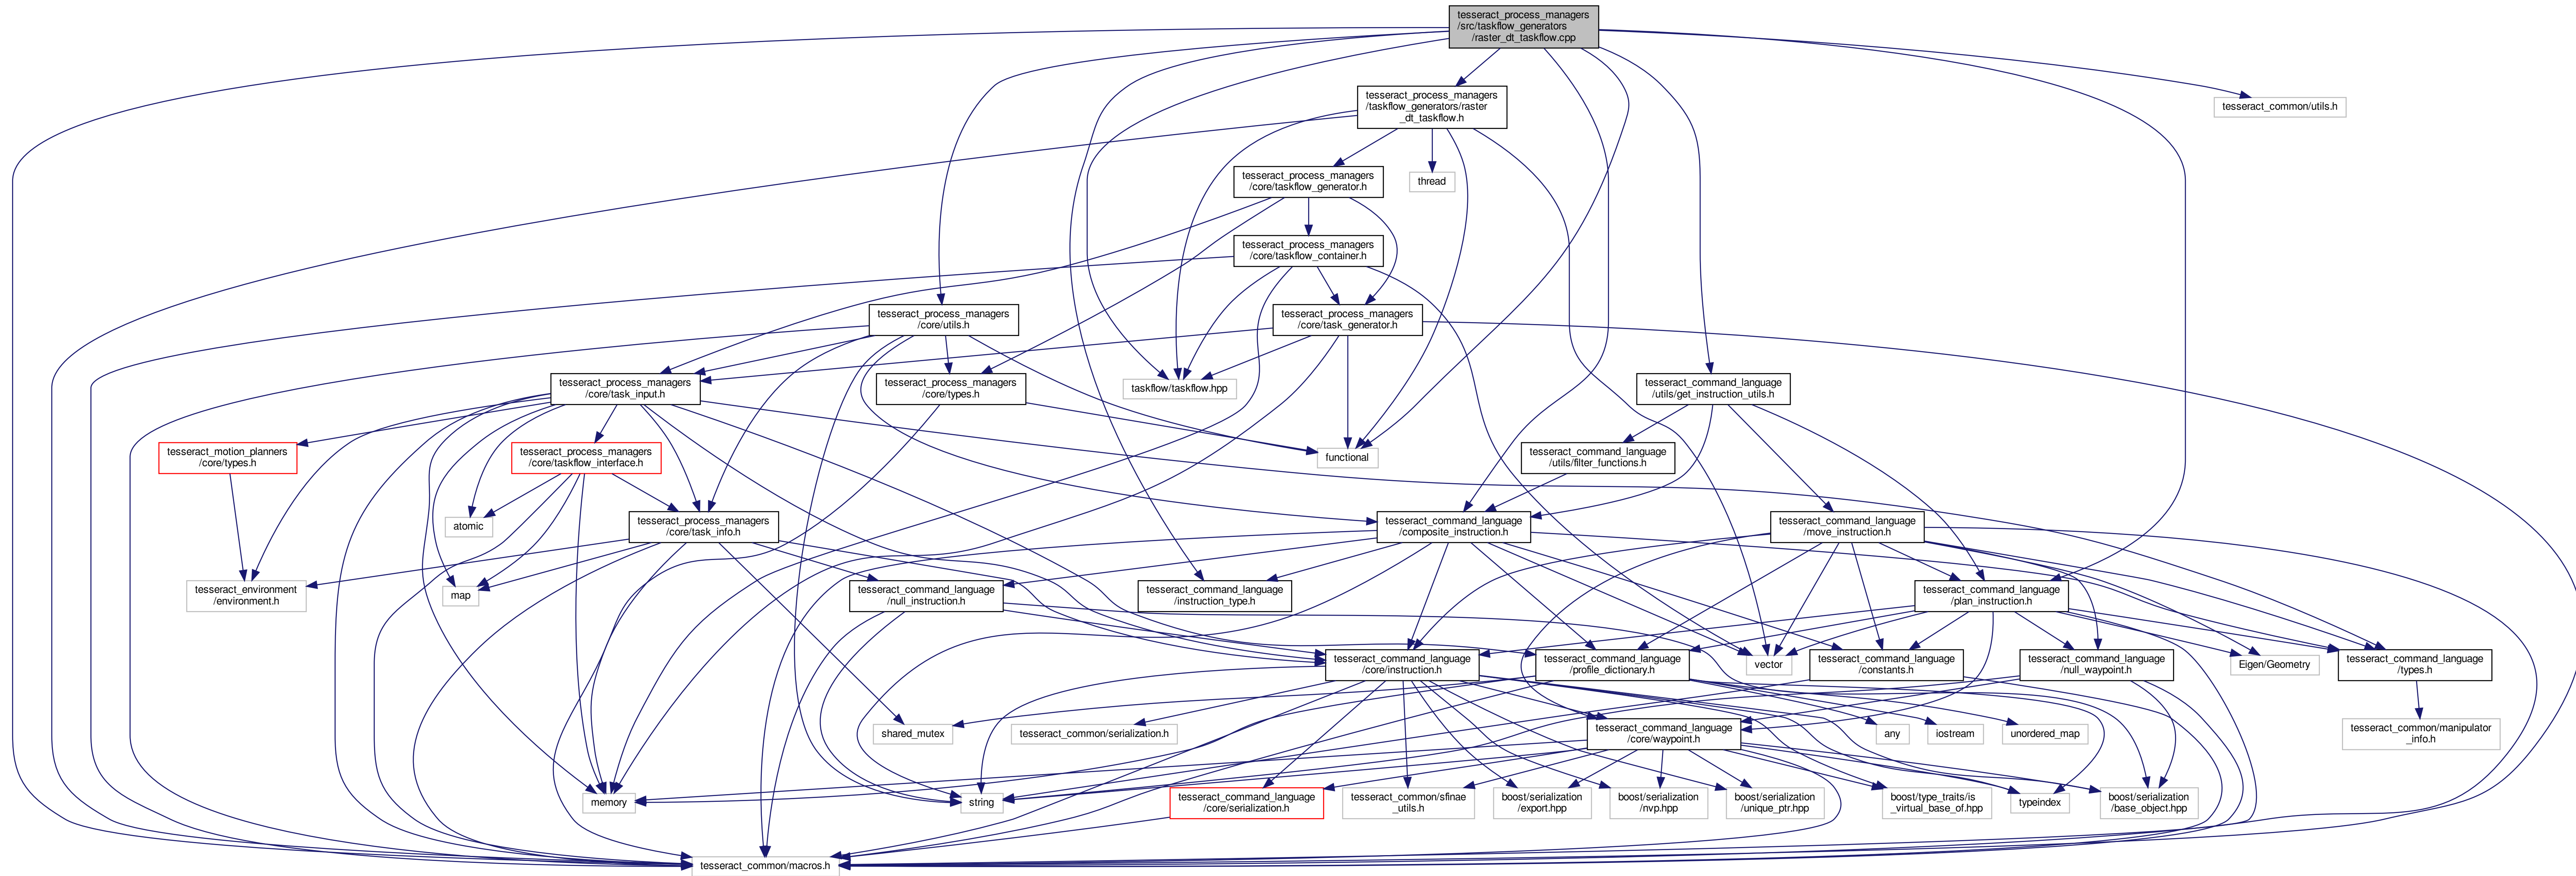 tesseract_process_managers
/src/taskflow_generators
/raster_dt_taskflow.cpp
tesseract_process_managers
/taskflow_generators/raster
_dt_taskflow.h
tesseract_common/utils.h
tesseract_process_managers
/core/taskflow_generator.h
thread
tesseract_process_managers
/core/taskflow_container.h
tesseract_process_managers
/core/utils.h
tesseract_process_managers
/core/task_generator.h
tesseract_process_managers
/core/task_input.h
tesseract_process_managers
/core/types.h
taskflow/taskflow.hpp
tesseract_command_language
/utils/get_instruction_utils.h
tesseract_motion_planners
/core/types.h
tesseract_process_managers
/core/taskflow_interface.h
functional
tesseract_command_language
/utils/filter_functions.h
atomic
tesseract_process_managers
/core/task_info.h
tesseract_command_language
/composite_instruction.h
tesseract_command_language
/move_instruction.h
tesseract_environment
/environment.h
map
tesseract_command_language
/null_instruction.h
tesseract_command_language
/instruction_type.h
tesseract_command_language
/plan_instruction.h
tesseract_command_language
/core/instruction.h
tesseract_command_language
/profile_dictionary.h
vector
tesseract_command_language
/constants.h
tesseract_command_language
/null_waypoint.h
Eigen/Geometry
tesseract_command_language
/types.h
shared_mutex
tesseract_common/serialization.h
tesseract_command_language
/core/waypoint.h
any
iostream
unordered_map
tesseract_common/manipulator
_info.h
memory
string
tesseract_command_language
/core/serialization.h
tesseract_common/sfinae
_utils.h
boost/serialization
/export.hpp
boost/serialization
/nvp.hpp
boost/serialization
/unique_ptr.hpp
boost/type_traits/is
_virtual_base_of.hpp
typeindex
boost/serialization
/base_object.hpp
tesseract_common/macros.h